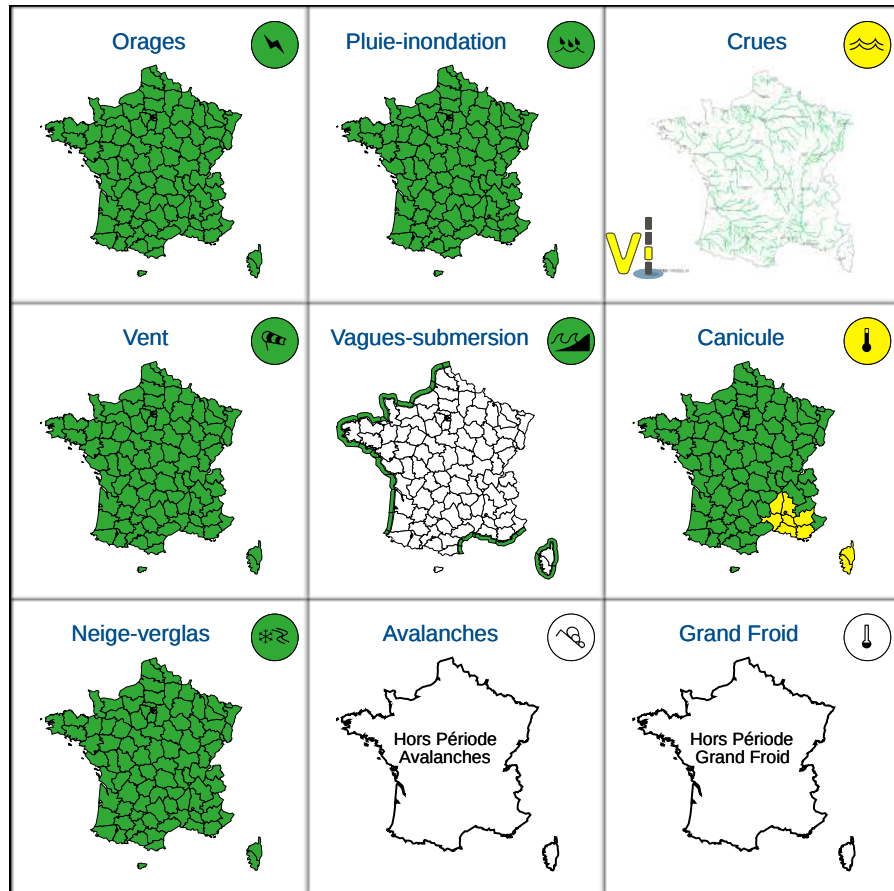 Orages
Pluie-inondation
Crues
Vi
Vent
Vagues-submersion
Canicule
Neige-verglas
Avalanches
Grand Froid
Hors Période
Avalanches
Hors Période
Grand Froid